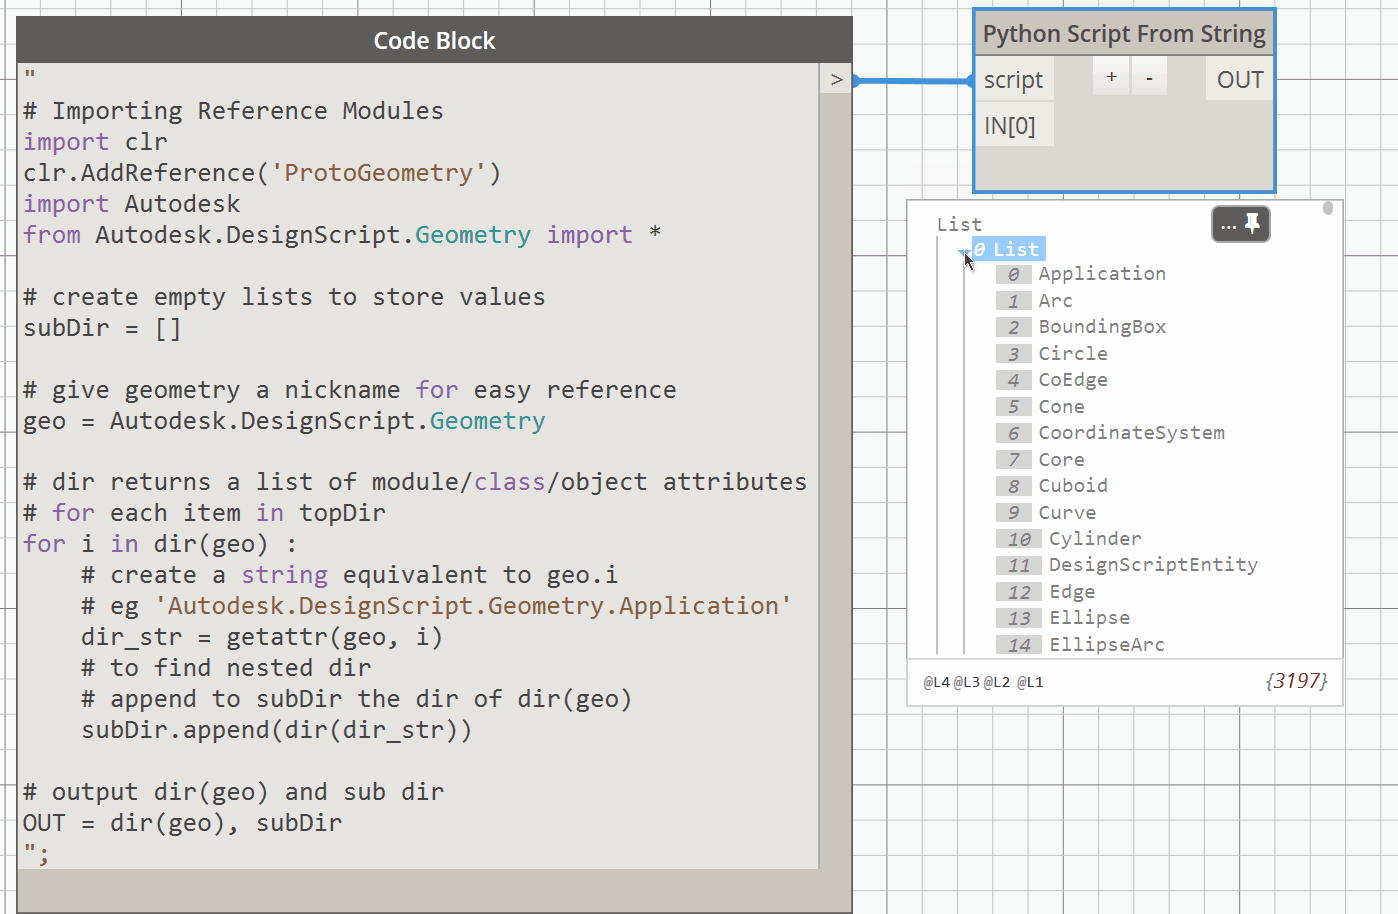 Code Block
"
# Importing Reference Modules
import clr
clr.AddReference('ProtoGeometry')
import Autodesk
from Autodesk.DesignScript.Geometry import *
# create empty lists to store values
subDir = []
# give geometry a nickname for easy reference
geo = Autodesk.DesignScript.Geometry
# dir returns a list of module/class/object attributes
# for each item in topDir
for i in dir(geo) :
    # create a string equivalent to geo.i
    # eg 'Autodesk.DesignScript.Geometry.Application'
    dir_str = getattr(geo, i)
    # to find nested dir
    # append to subDir the dir of dir(geo)
    subDir.append(dir(dir_str))
# output dir(geo) and sub dir
OUT = dir(geo), subDir
";
>
Python Script From String
script + - OUT
IN[0]
List
...
0 List
0 Application
1 Arc
2 BoundingBox
3 Circle
4 CoEdge
5 Cone
6 CoordinateSystem
7 Core
8 Cuboid
9 Curve
10 Cylinder
11 DesignScriptEntity
12 Edge
13 Ellipse
14 EllipseArc
@L4 @L3 @L2 @L1 {3197}